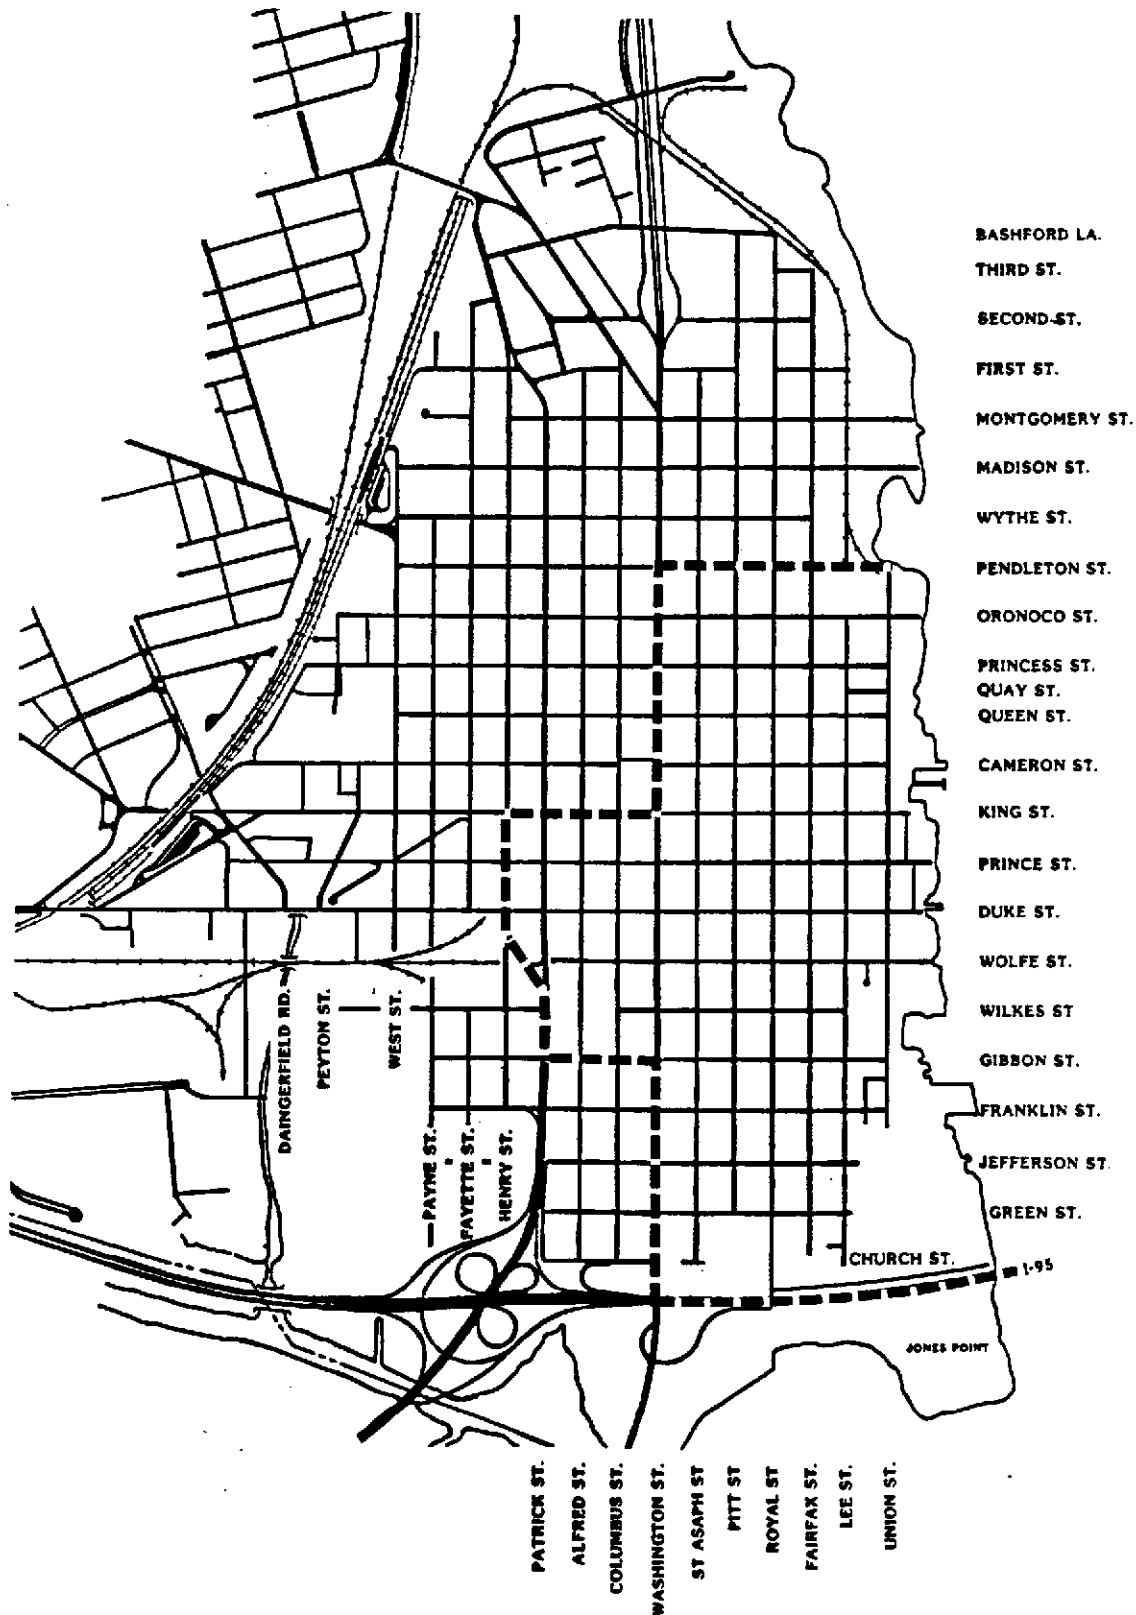 BASHFORD LA.
THIRD ST.
SECOND ST.
FIRST ST.
MONTGOMERY ST.
MADISON ST.
WYTHE ST.
PENDLETON ST.
ORONOCO ST.
PRINCESS ST.
QUAY ST.
QUEEN ST.
CAMERON ST.
KING ST.
PRINCE ST.
DUKE ST.
WOLFE ST.
WILKES ST
GIBBON ST.
FRANKLIN ST.
JEFFERSON ST.
GREEN ST.
CHURCH ST.
I-95
JONES POINT
DAINGERFIELD RD.
PEYTON ST.
WEST ST.
PAYNE ST.
FAYETTE ST.
HENRY ST.
PATRICK ST.
ALFRED ST.
COLUMBUS ST.
WASHINGTON ST.
ST ASAPH ST
PITT ST
ROYAL ST
FAIRFAX ST.
LEE ST.
UNION ST.